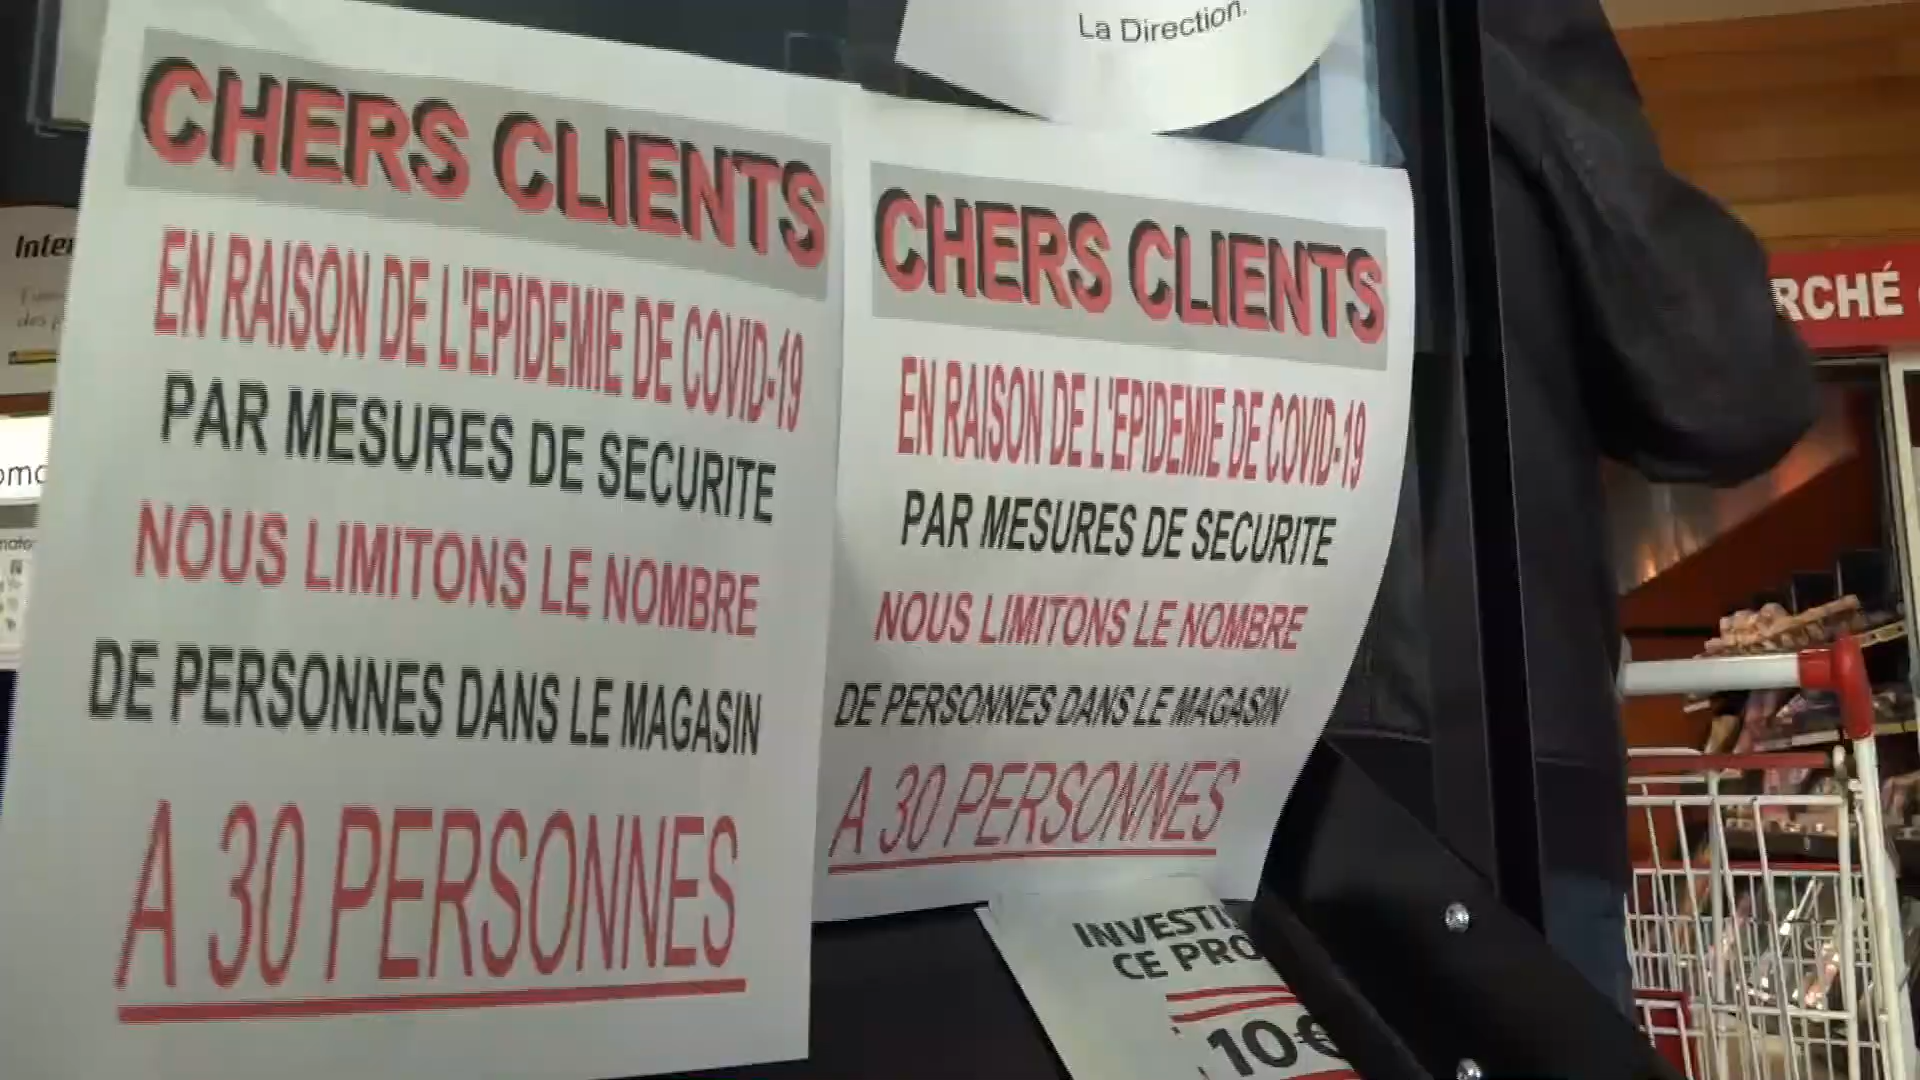 La Direction.
CHERS CLIENTS
EN RAISON DE L'EPIDEMIE DE COVID-19
PAR MESURES DE SECURITE
NOUS LIMITONS LE NOMBRE
DE PERSONNES DANS LE MAGASIN
A 30 PERSONNES
CHERS CLIENTS
EN RAISON DE L'EPIDEMIE DE COVID-19
PAR MESURES DE SECURITE
NOUS LIMITONS LE NOMBRE
DE PERSONNES DANS LE MAGASIN
A 30 PERSONNES
CE
10€